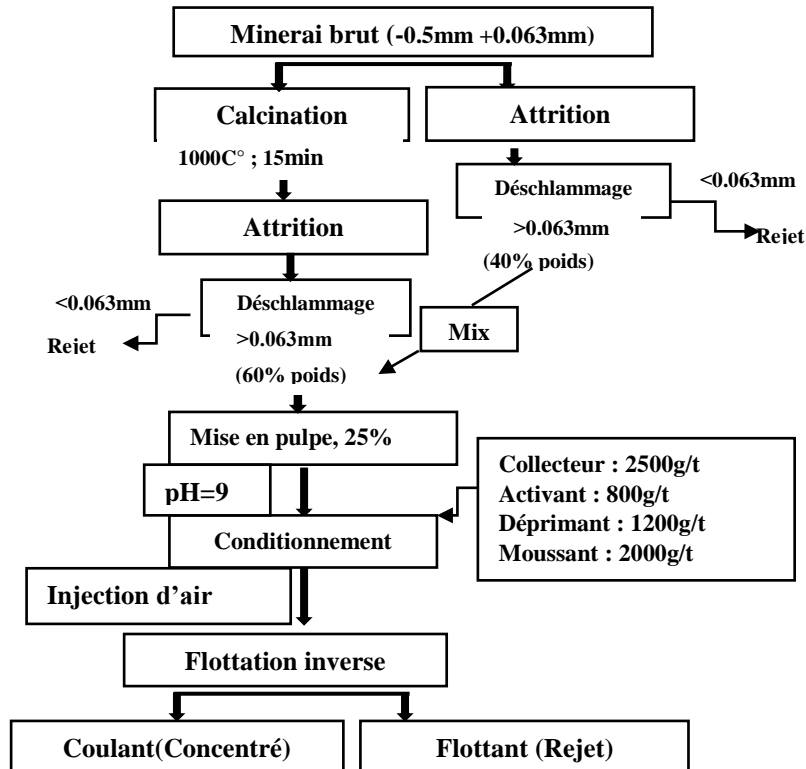 Minerai brut (-0.5mm +0.063mm)
Calcination
1000C° ; 15min
Attrition
Attrition
Déschlammage
>0.063mm
(40% poids)
<0.063mm
Rejet
Déschlammage
>0.063mm
(60% poids)
<0.063mm
Rejet
Mix
Mise en pulpe, 25%
pH=9
Conditionnement
Collecteur : 2500g/t
Activant : 800g/t
Déprimant : 1200g/t
Moussant : 2000g/t
Injection d'air
Flottation inverse
Coulant(Concentré)
Flottant (Rejet)